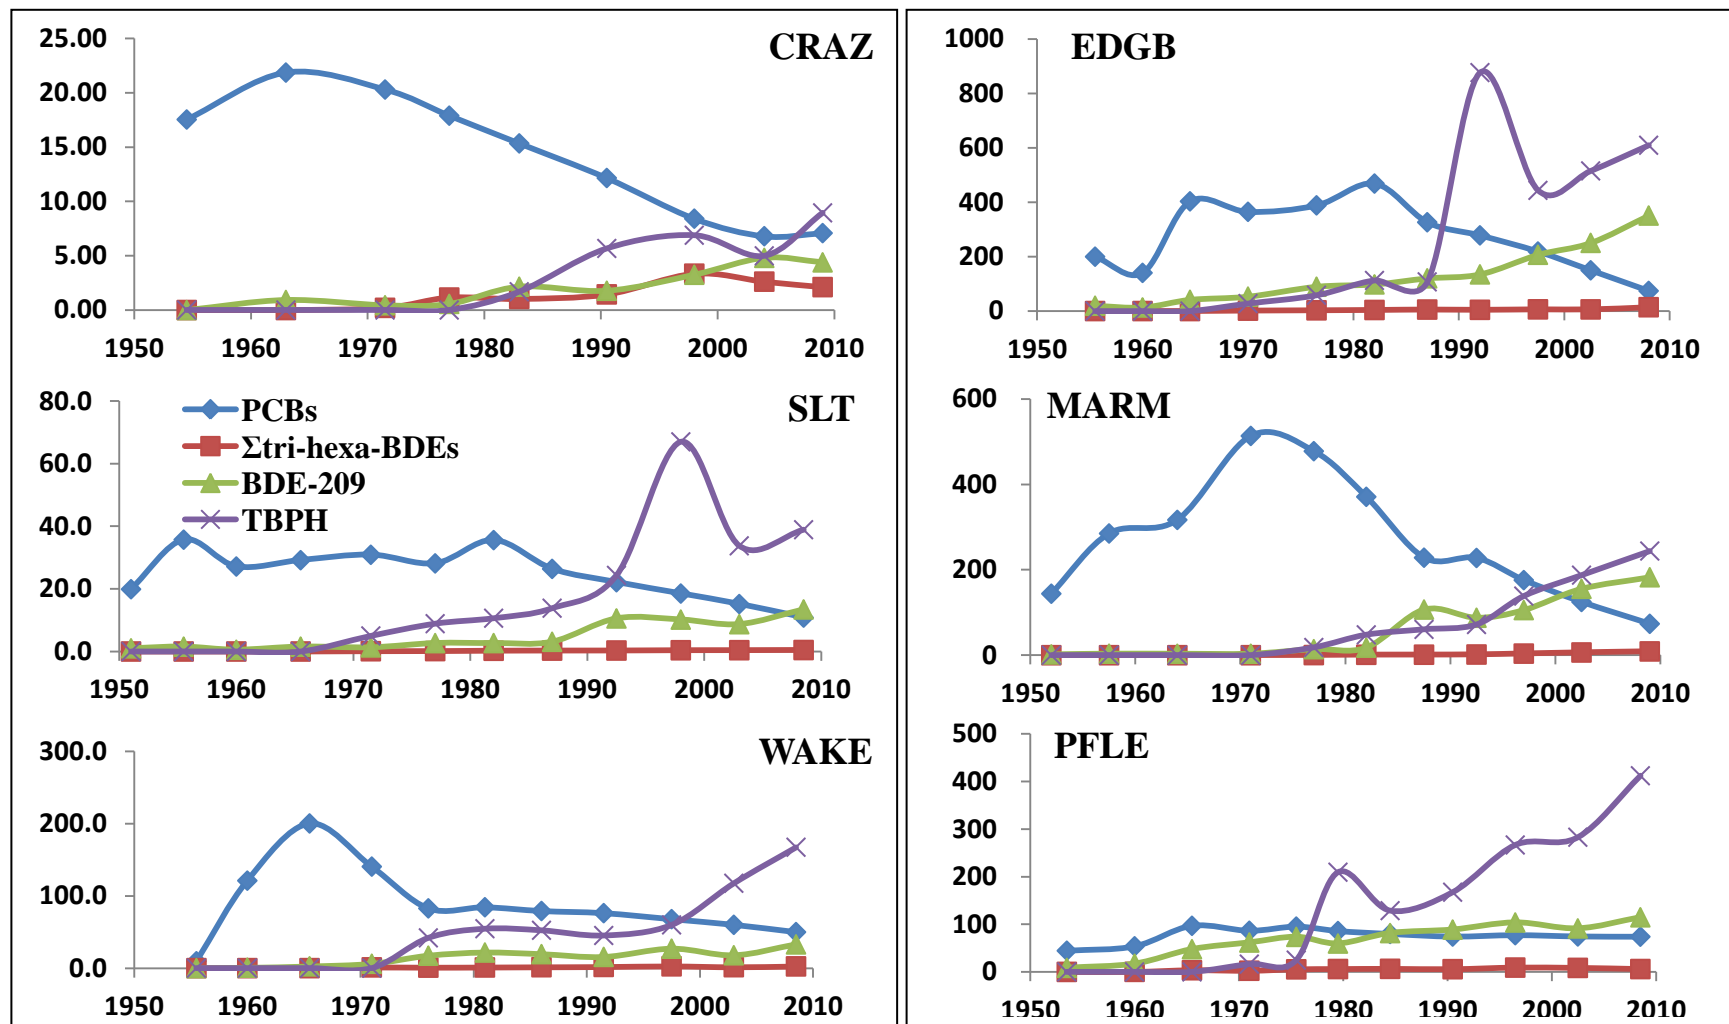 CRAZ
25.00
20.00
15.00
10.00
5.00
0.00
1950 1960 1970 1980 1990 2000 2010
SLT
80.0
60.0
40.0
20.0
0.0
PCBs
Σtri-hexa-BDEs
BDE-209
TBPH
1950 1960 1970 1980 1990 2000 2010
WAKE
300.0
200.0
100.0
0.0
1950 1960 1970 1980 1990 2000 2010
EDGB
1000
800
600
400
200
0
1950 1960 1970 1980 1990 2000 2010
MARM
600
400
200
0
1950 1960 1970 1980 1990 2000 2010
PFLE
500
400
300
200
100
0
1950 1960 1970 1980 1990 2000 2010